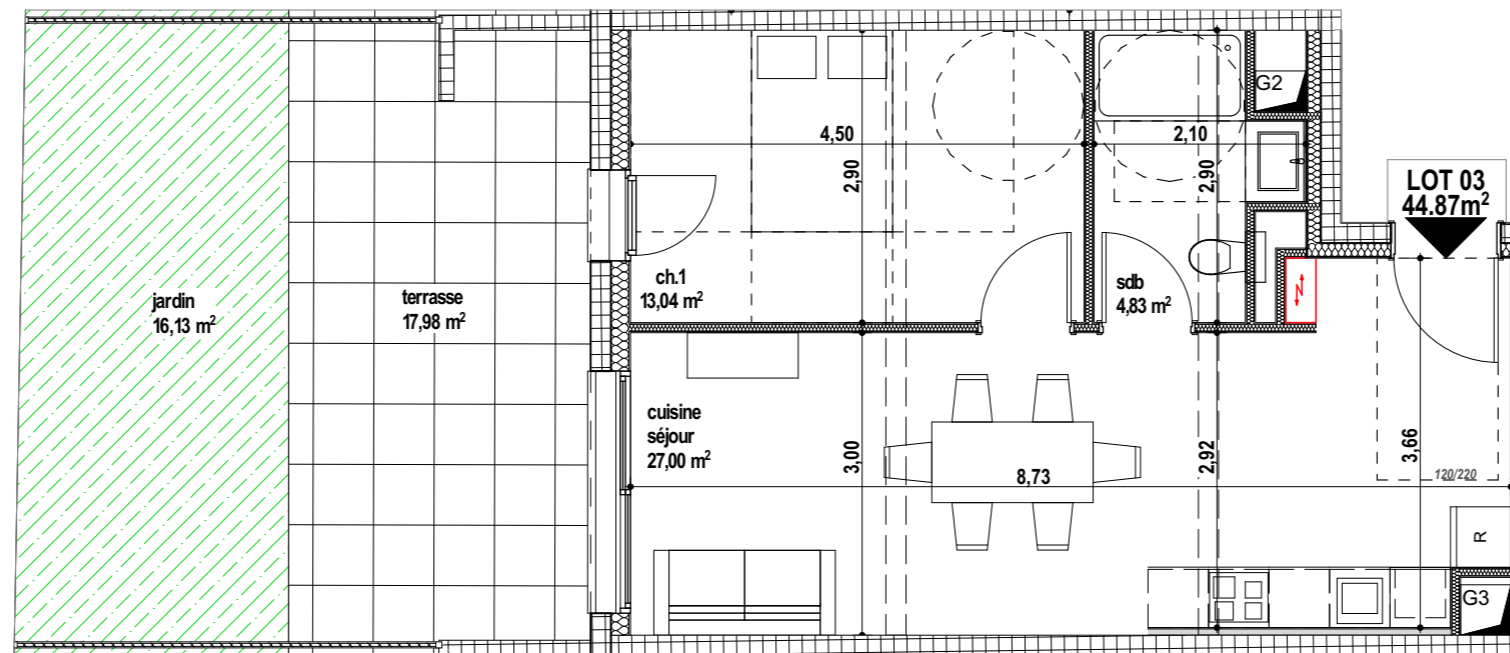 G2
4,50
2,10
2,90
2,90
LOT 03
44.87m²
ch.1
13,04 m²
sdb
4,83 m²
jardin
16,13 m²
terrasse
17,98 m²
cuisine
séjour
27,00 m²
3,00
8,73
2,92
3,66
120/220
R
G3